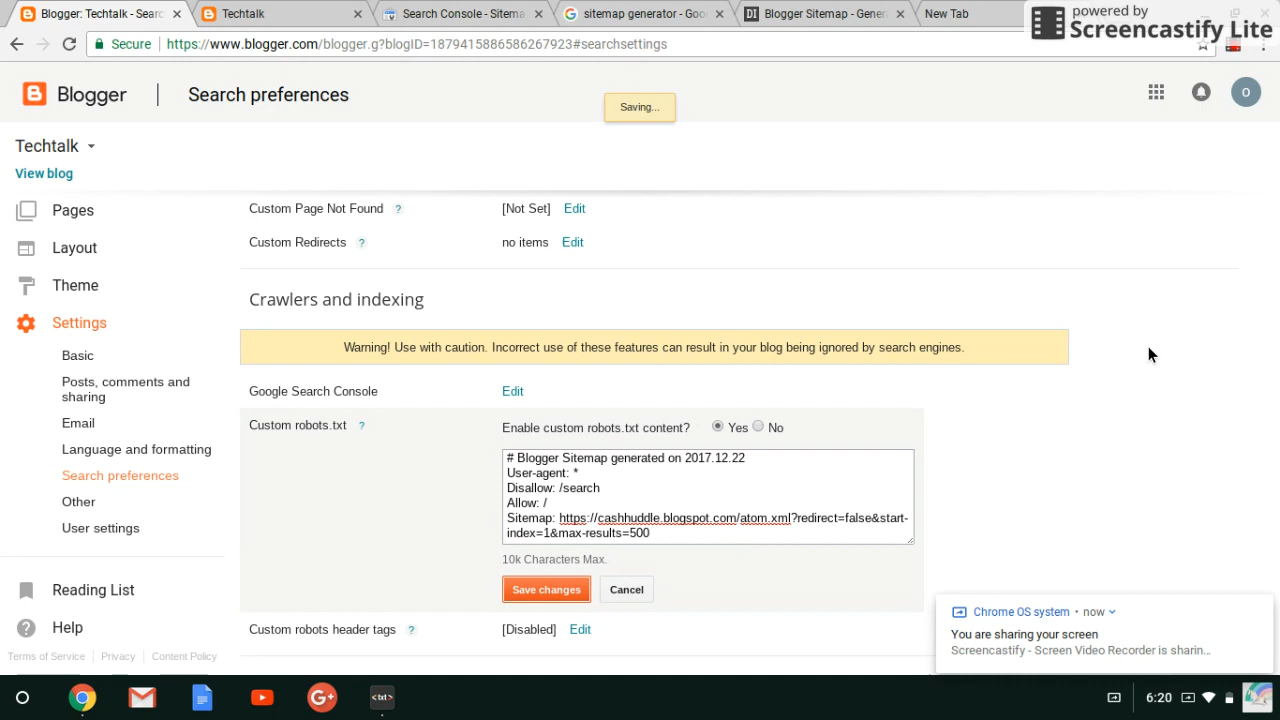 Blogger: Techtalk - Searc
Techtalk
Search Console - Sitema
sitemap generator - Goo
Blogger Sitemap - Gener
New Tab
powered by
Screencastify Lite
Secure
https://www.blogger.com/blogger.g?blogID=1879415886586267923#searchsettings
Blogger
Search preferences
Saving...
O
Techtalk
View blog
Pages
Layout
Theme
Settings
Basic
Posts, comments and
sharing
Email
Language and formatting
Search preferences
Other
User settings
Reading List
Help
Terms of Service | Privacy | Content Policy
Custom Page Not Found ? [Not Set] Edit
Custom Redirects ? no items Edit
Crawlers and indexing
Warning! Use with caution. Incorrect use of these features can result in your blog being ignored by search engines.
Google Search Console Edit
Custom robots.txt ? Enable custom robots.txt content? Yes No
# Blogger Sitemap generated on 2017.12.22
User-agent: *
Disallow: /search
Allow: /
Sitemap: https://cashhuddle.blogspot.com/atom.xml?redirect=false&start-
index=1&max-results=500
10k Characters Max.
Save changes Cancel
Custom robots header tags ? [Disabled] Edit
Chrome OS system • now
You are sharing your screen
Screencastify - Screen Video Recorder is sharin...
<txt>
6:20